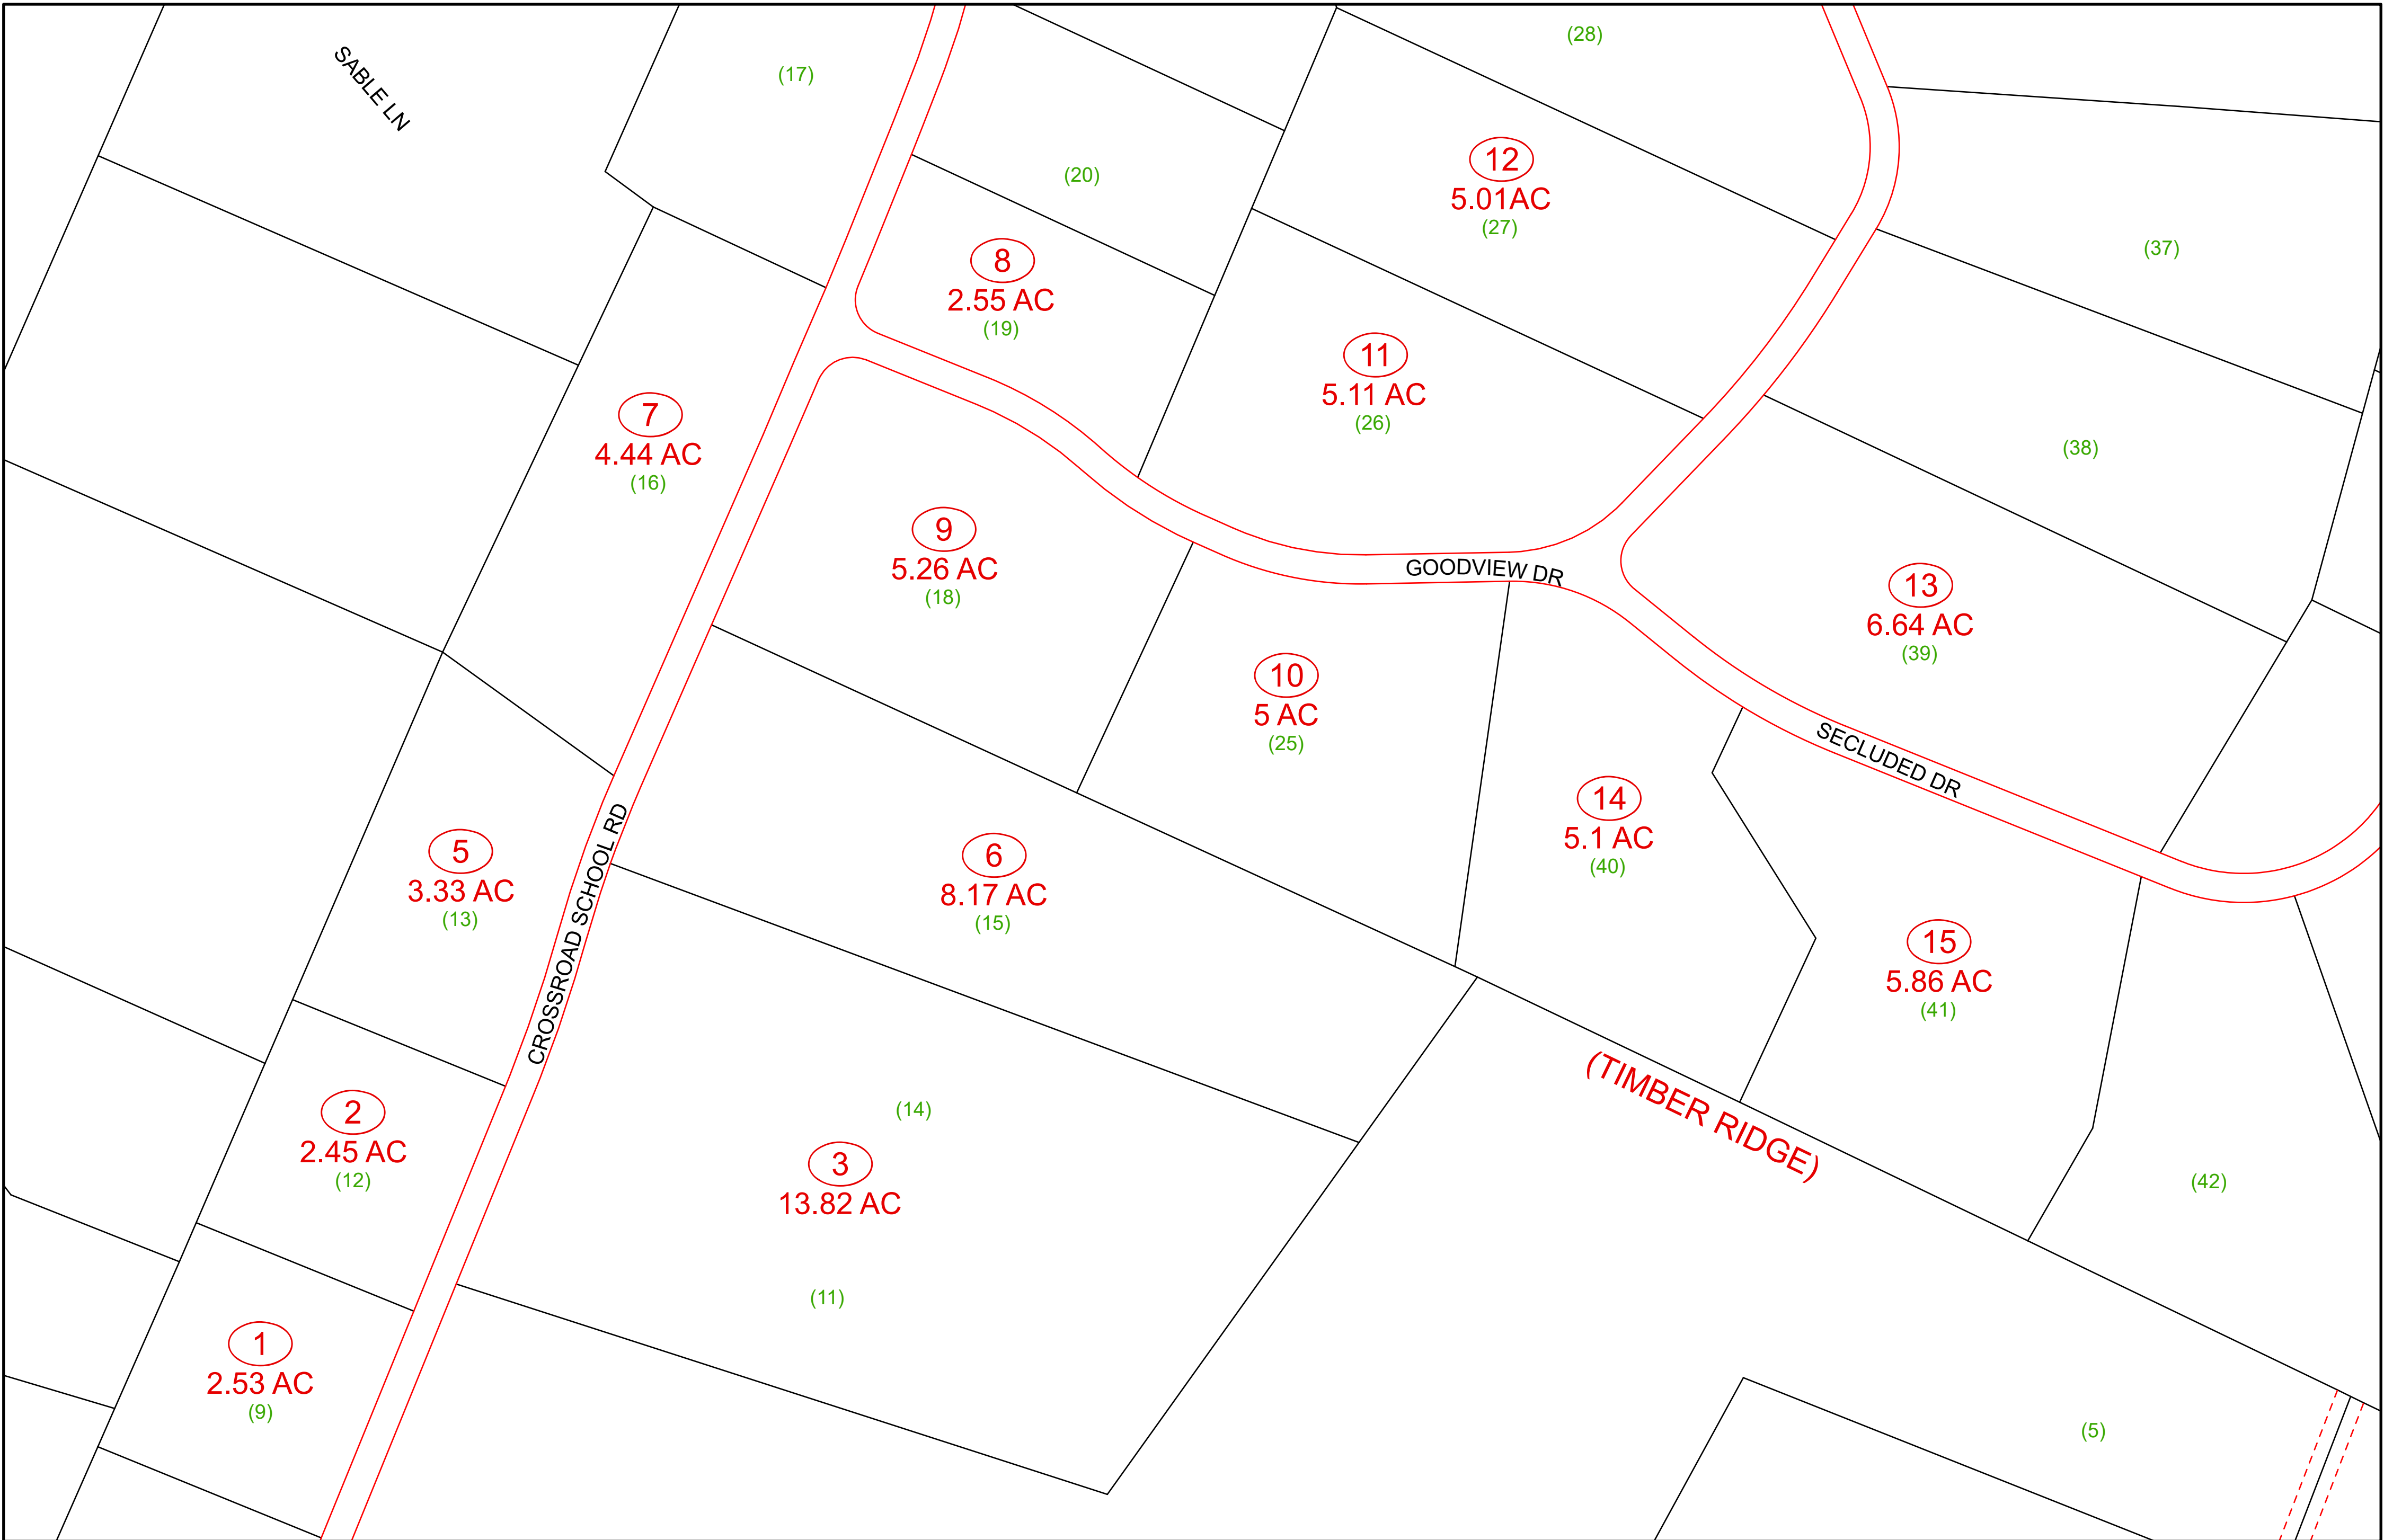 SABLE LN
(17)
(28)
(20)
12
5.01AC
(27)
8
2.55 AC
(19)
(37)
11
5.11 AC
(26)
7
4.44 AC
(16)
(38)
9
5.26 AC
(18)
GOODVIEW DR
13
6.64 AC
(39)
10
5 AC
(25)
SECLUDED DR
14
5.1 AC
(40)
5
3.33 AC
(13)
CROSSROAD SCHOOL RD
6
8.17 AC
(15)
15
5.86 AC
(41)
(TIMBER RIDGE)
2
2.45 AC
(12)
(14)
3
13.82 AC
(11)
(42)
1
2.53 AC
(9)
(5)